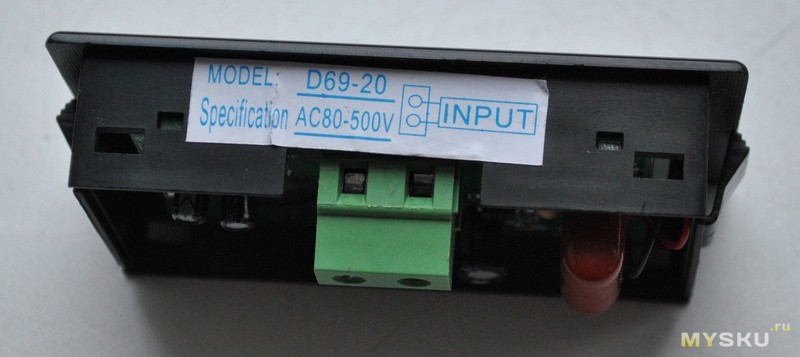 MODEL: D69-20
Specification AC80-500V
INPUT
MYSKU.ru